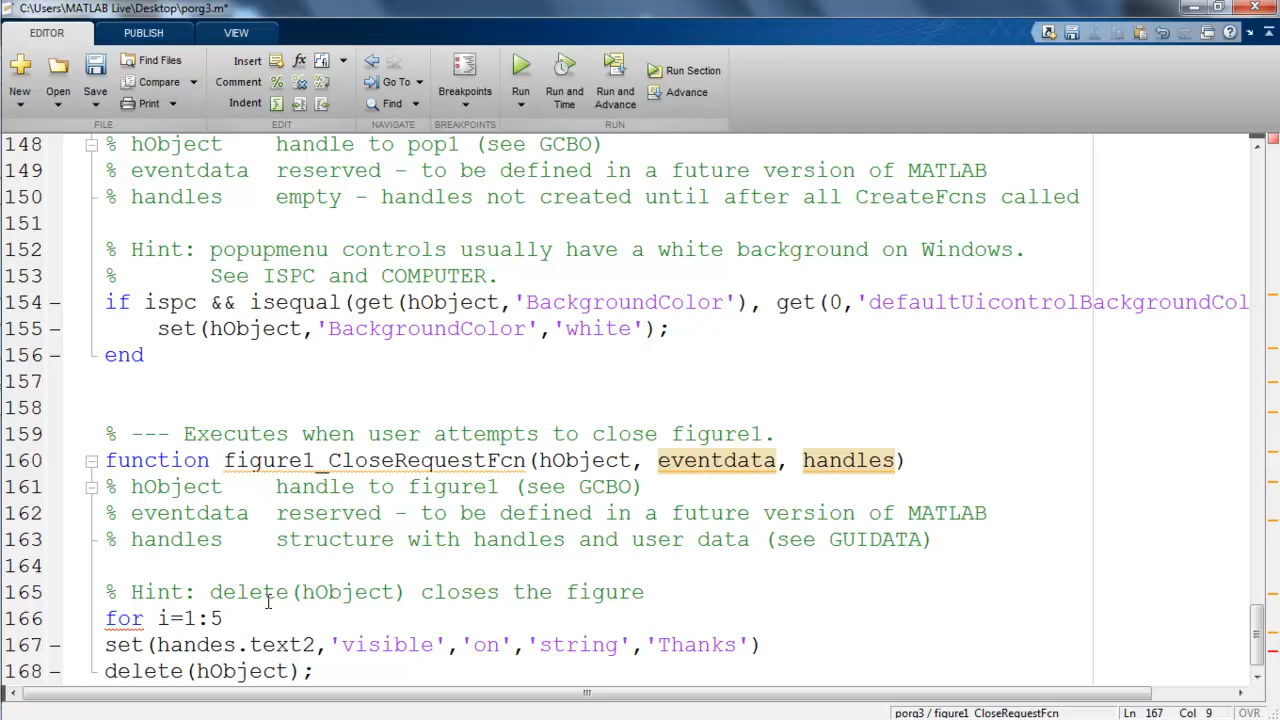 C:\Users\MATLAB Live\Desktop\porg3.m*
EDITOR PUBLISH VIEW
New Open Save Find Files Compare Print
Insert Comment Indent fx
Go To Find
Breakpoints
Run Run and Time Run and Advance Run Section Advance
FILE EDIT NAVIGATE BREAKPOINTS RUN
148 % hObject    handle to pop1 (see GCBO)
149 % eventdata  reserved - to be defined in a future version of MATLAB
150 % handles    empty - handles not created until after all CreateFcns called
151
152 % Hint: popupmenu controls usually have a white background on Windows.
153 %       See ISPC and COMPUTER.
154 - if ispc && isequal(get(hObject,'BackgroundColor'), get(0,'defaultUicontrolBackgroundCol
155 -     set(hObject,'BackgroundColor','white');
156 - end
157
158
159 % --- Executes when user attempts to close figure1.
160 function figure1_CloseRequestFcn(hObject, eventdata, handles)
161 % hObject    handle to figure1 (see GCBO)
162 % eventdata  reserved - to be defined in a future version of MATLAB
163 % handles    structure with handles and user data (see GUIDATA)
164
165 % Hint: delete(hObject) closes the figure
166 for i=1:5
167 - set(handes.text2,'visible','on','string','Thanks')
168 - delete(hObject);
porg3 / figure1_CloseRequestFcn Ln 167 Col 9 OVR